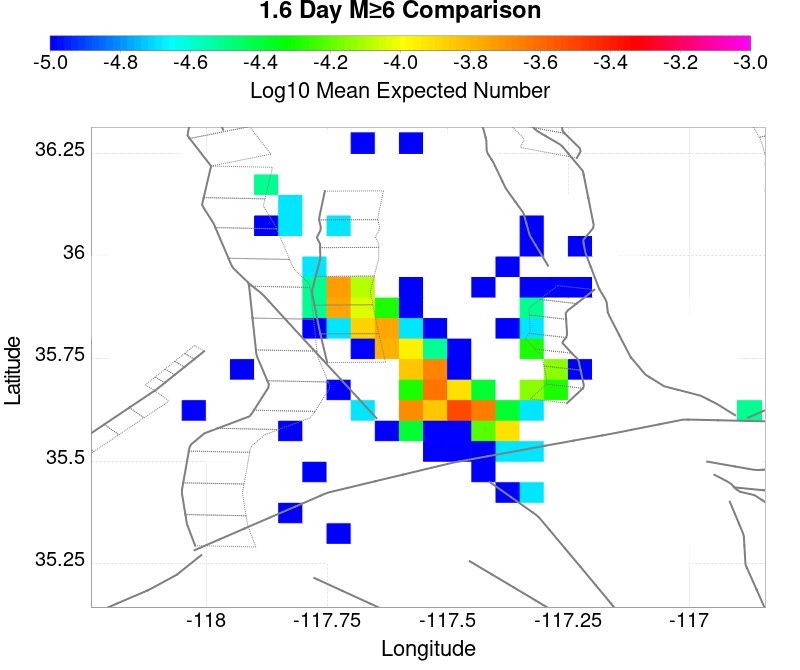 1.6 Day M≥6 Comparison
-5.0 -4.8 -4.6 -4.4 -4.2 -4.0 -3.8 -3.6 -3.4 -3.2 -3.0
Log10 Mean Expected Number
36.25
36
35.75
35.5
35.25
Latitude
-118 -117.75 -117.5 -117.25 -117
Longitude